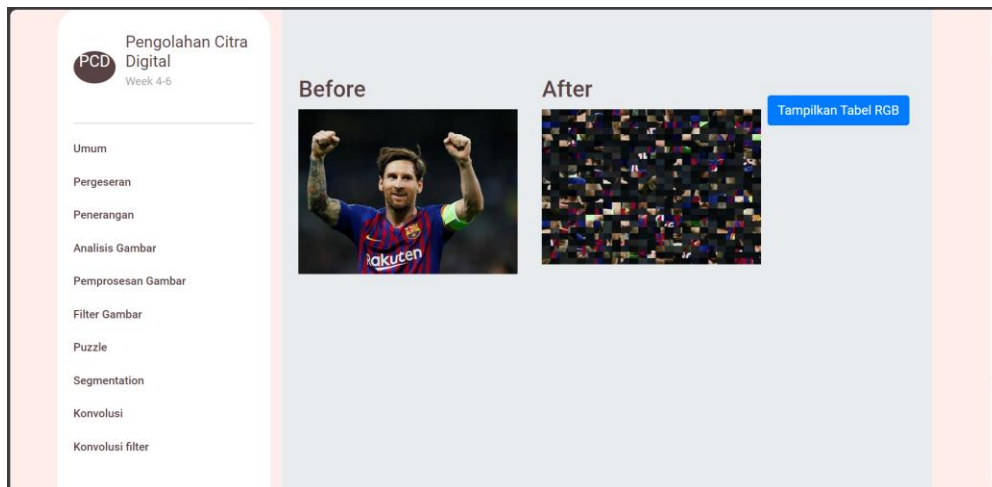 PCD
Pengolahan Citra
Digital
Week 4-6
Umum
Pergeseran
Penerangan
Analisis Gambar
Pemprosesan Gambar
Filter Gambar
Puzzle
Segmentation
Konvolusi
Konvolusi filter
Before
After
Tampilkan Tabel RGB
Rakuten